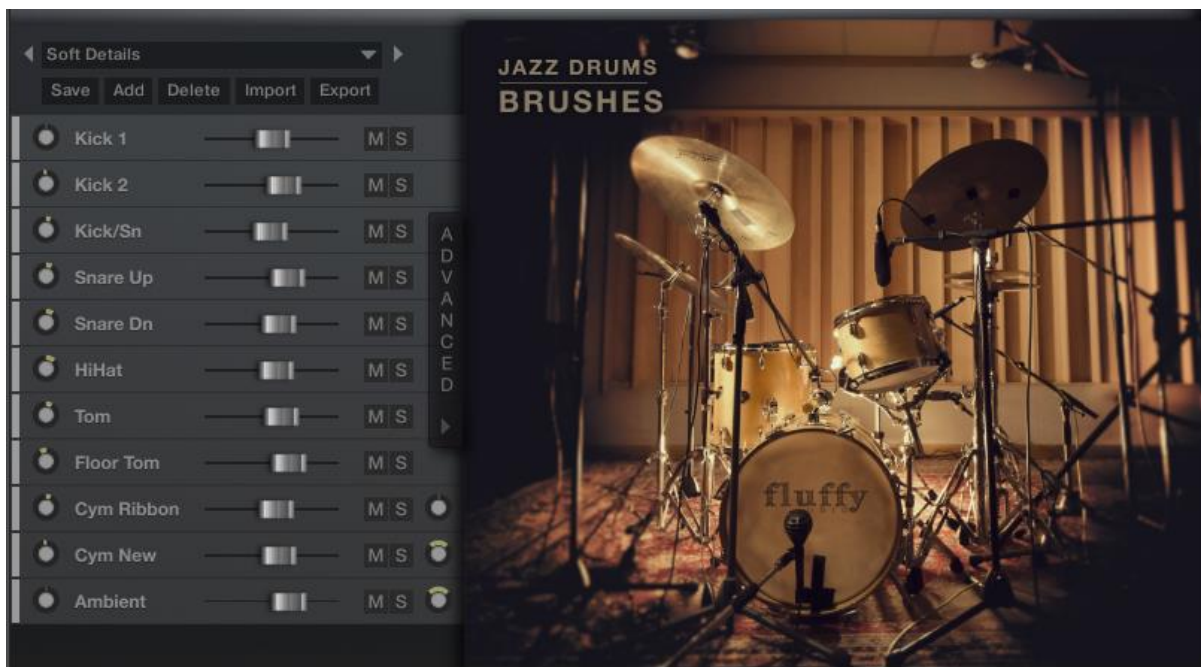 Soft Details
Save Add Delete Import Export
Kick 1 M S
Kick 2 M S
Kick/Sn M S
Snare Up M S
Snare Dn M S
HiHat M S
Tom M S
Floor Tom M S
Cym Ribbon M S
Cym New M S
Ambient M S
ADVANCED
JAZZ DRUMS
BRUSHES
fluffy